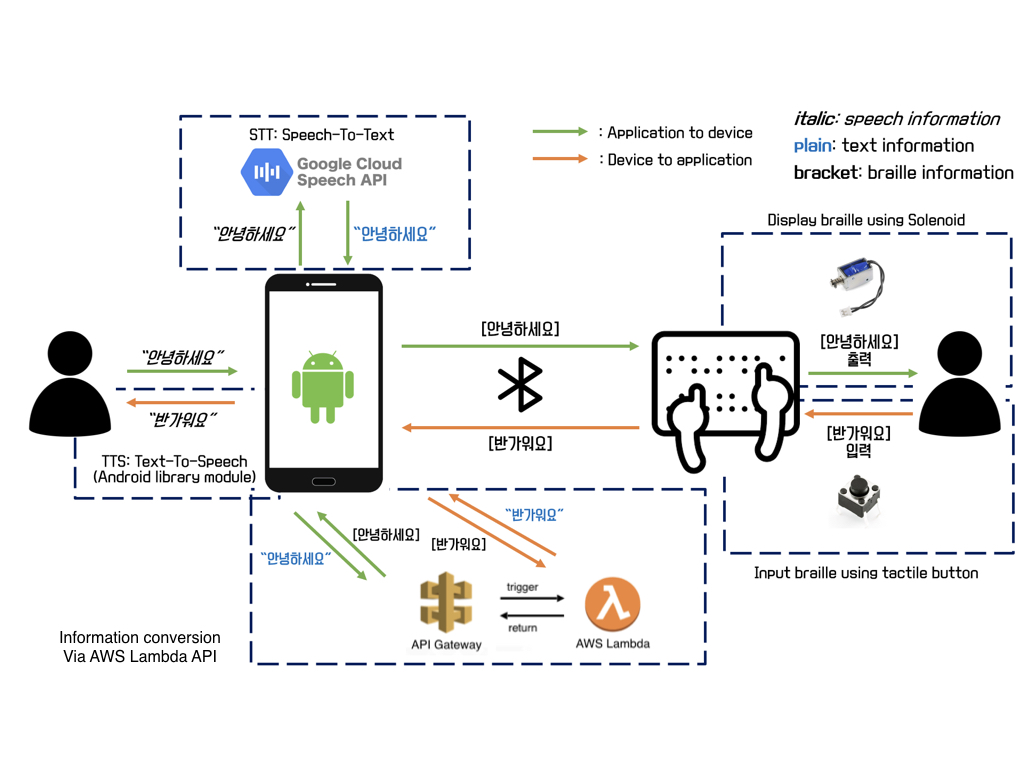 STT: Speech-To-Text
Google Cloud
Speech API
“안녕하세요”
“안녕하세요”
: Application to device
: Device to application
italic: speech information
plain: text information
bracket: braille information
Display braille using Solenoid
“안녕하세요”
“반가워요”
TTS: Text-To-Speech
(Android library module)
[안녕하세요]
[반가워요]
[안녕하세요]
출력
[반가워요]
입력
Input braille using tactile button
“안녕하세요”
[안녕하세요]
[반가워요]
“반가워요”
trigger
return
API Gateway
AWS Lambda
Information conversion
Via AWS Lambda API